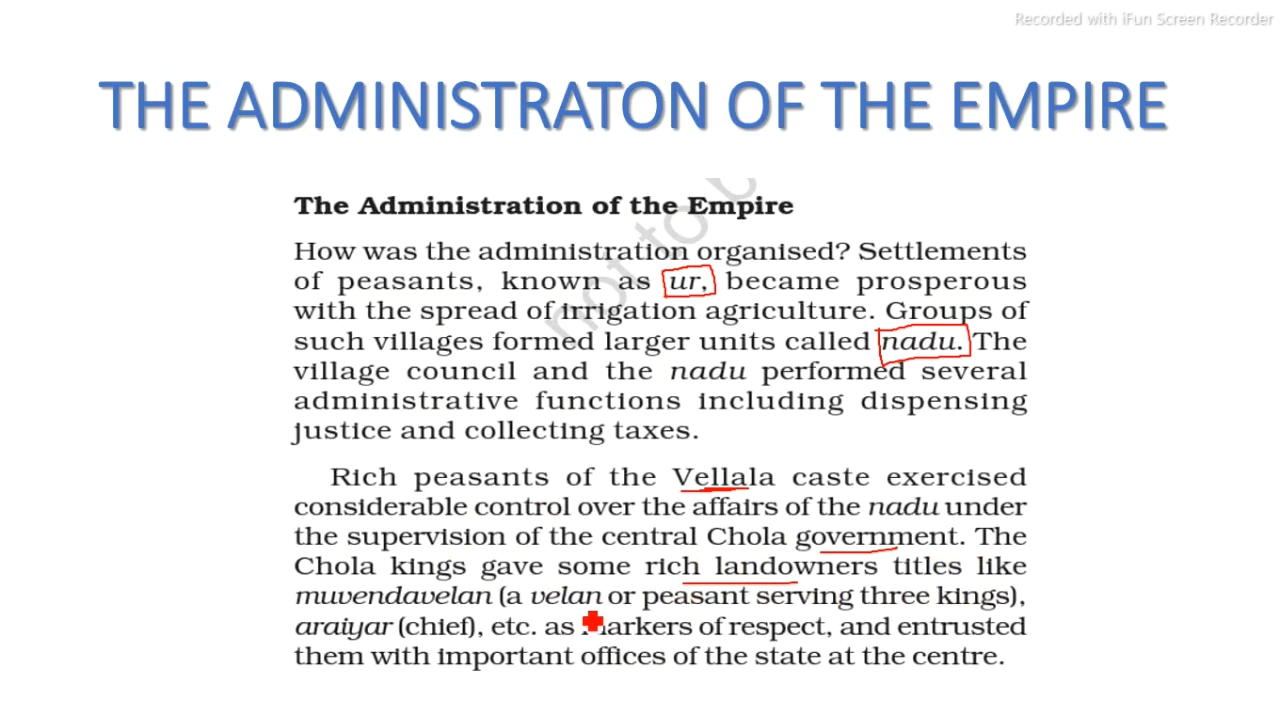 Recorded with iFun Screen Recorder
THE ADMINISTRATON OF THE EMPIRE
The Administration of the Empire
How was the administration organised? Settlements
of peasants, known as ur, became prosperous
with the spread of irrigation agriculture. Groups of
such villages formed larger units called nadu. The
village council and the nadu performed several
administrative functions including dispensing
justice and collecting taxes.
Rich peasants of the Vellala caste exercised
considerable control over the affairs of the nadu under
the supervision of the central Chola government. The
Chola kings gave some rich landowners titles like
muvendavelan (a velan or peasant serving three kings),
araiyar (chief), etc. as markers of respect, and entrusted
them with important offices of the state at the centre.
not to